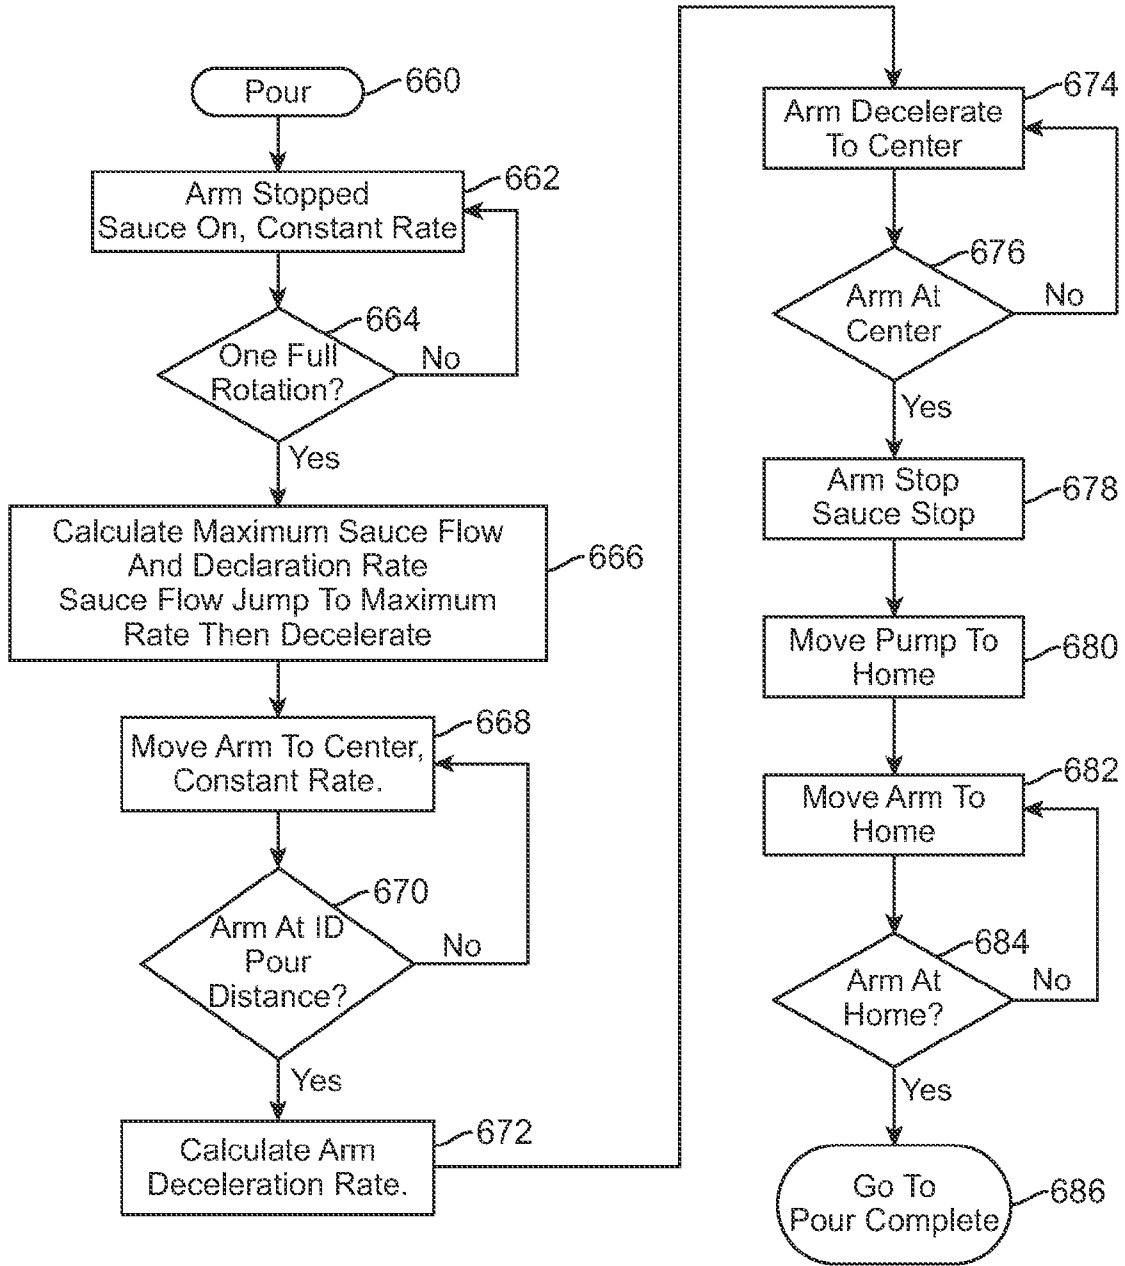 Pour
660
Arm Stopped
Sauce On, Constant Rate
662
One Full
Rotation?
664
No
Yes
Calculate Maximum Sauce Flow
And Declaration Rate
Sauce Flow Jump To Maximum
Rate Then Decelerate
666
Move Arm To Center,
Constant Rate.
668
Arm At ID
Pour
Distance?
670
No
Yes
Calculate Arm
Deceleration Rate.
672
Arm Decelerate
To Center
674
Arm At
Center
676
No
Yes
Arm Stop
Sauce Stop
678
Move Pump To
Home
680
Move Arm To
Home
682
Arm At
Home?
684
No
Yes
Go To
Pour Complete
686